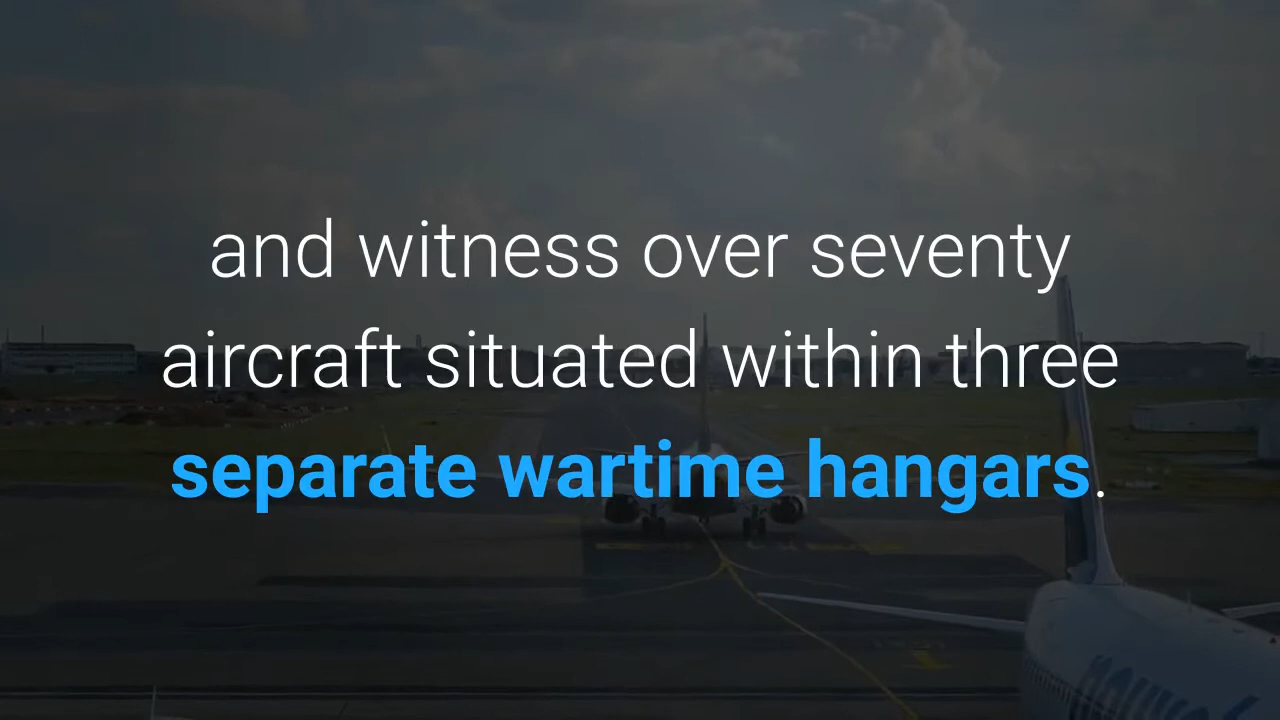 and witness over seventy
aircraft situated within three
separate wartime hangars.